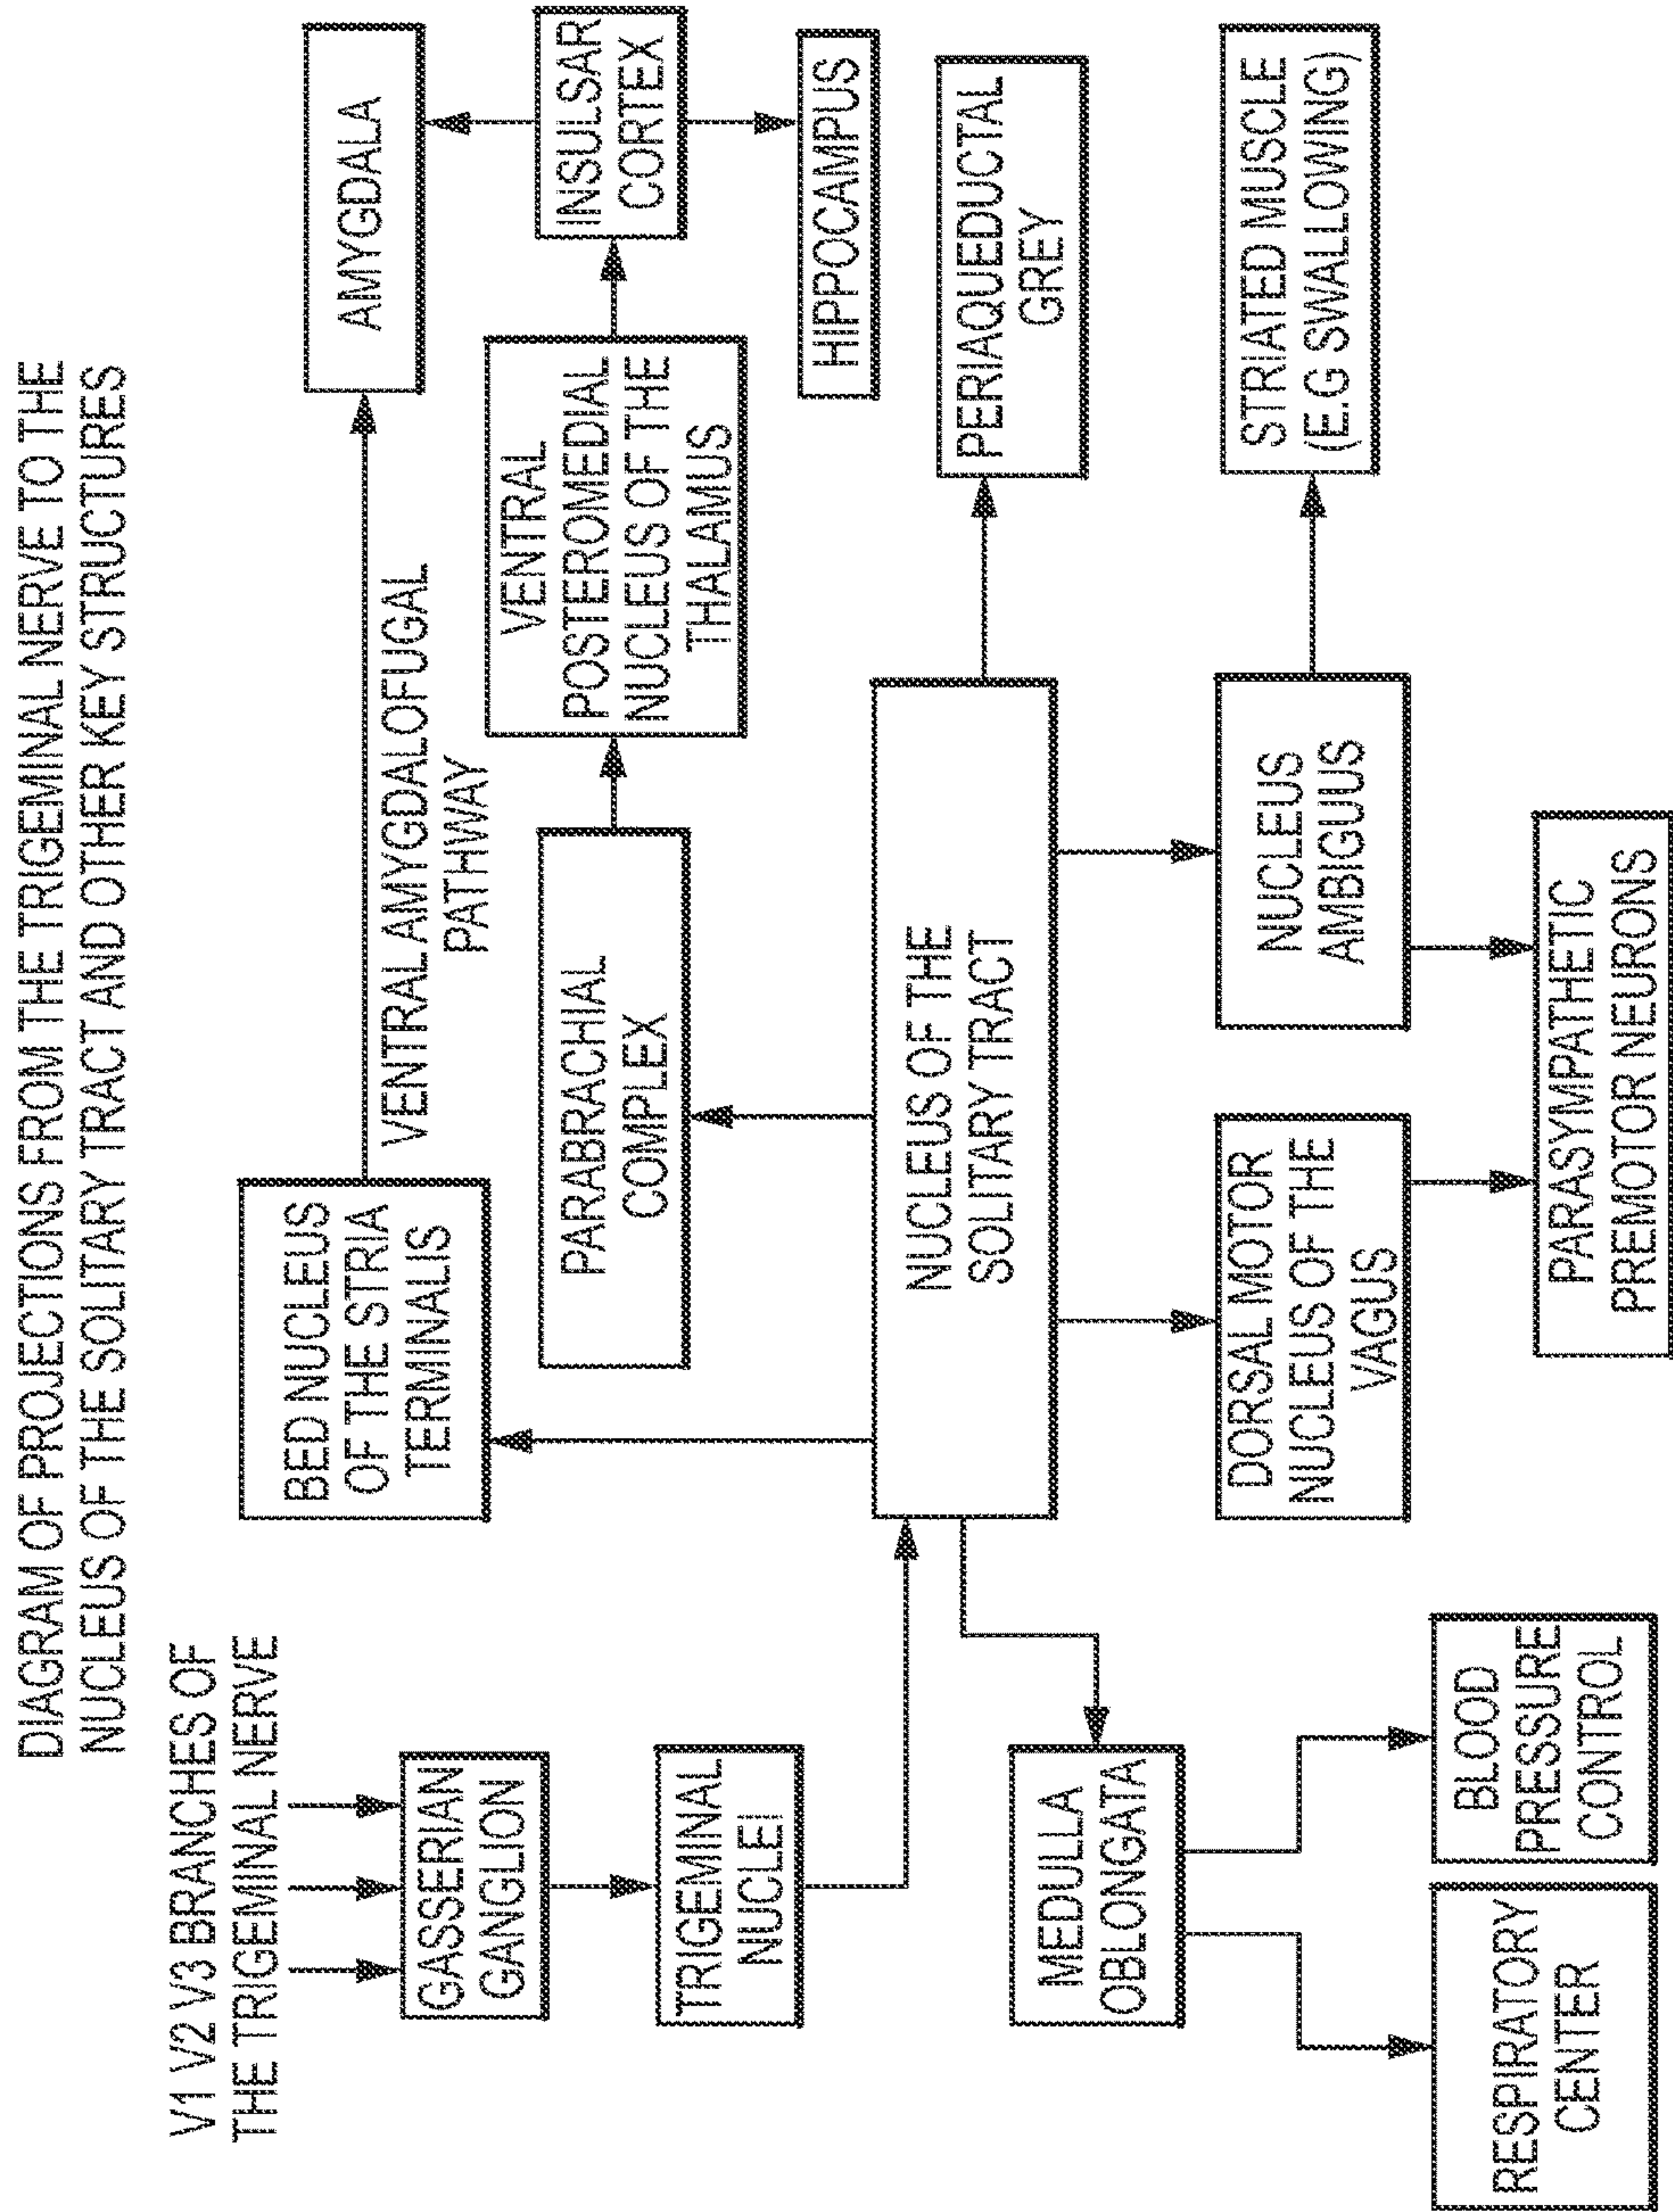 DIAGRAM OF PROJECTIONS FROM THE TRIGEMINAL NERVE TO THE
NUCLEUS OF THE SOLITARY TRACT AND OTHER KEY STRUCTURES
V1 V2 V3 BRANCHES OF
THE TRIGEMINAL NERVE
GASSERIAN
GANGLION
TRIGEMINAL
NUCLEI
MEDULLA
OBLONGATA
RESPIRATORY
CENTER
BLOOD
PRESSURE
CONTROL
BED NUCLEUS
OF THE STRIA
TERMINALIS
VENTRAL AMYGDALOFUGAL
PATHWAY
AMYGDALA
PARABRACHIAL
COMPLEX
VENTRAL
POSTEROMEDIAL
NUCLEUS OF THE
THALAMUS
INSULSAR
CORTEX
HIPPOCAMPUS
NUCLEUS OF THE
SOLITARY TRACT
PERIAQUEDUCTAL
GREY
DORSAL MOTOR
NUCLEUS OF THE
VAGUS
NUCLEUS
AMBIGUUS
STRIATED MUSCLE
(E.G SWALLOWING)
PARASYMPATHETIC
PREMOTOR NEURONS